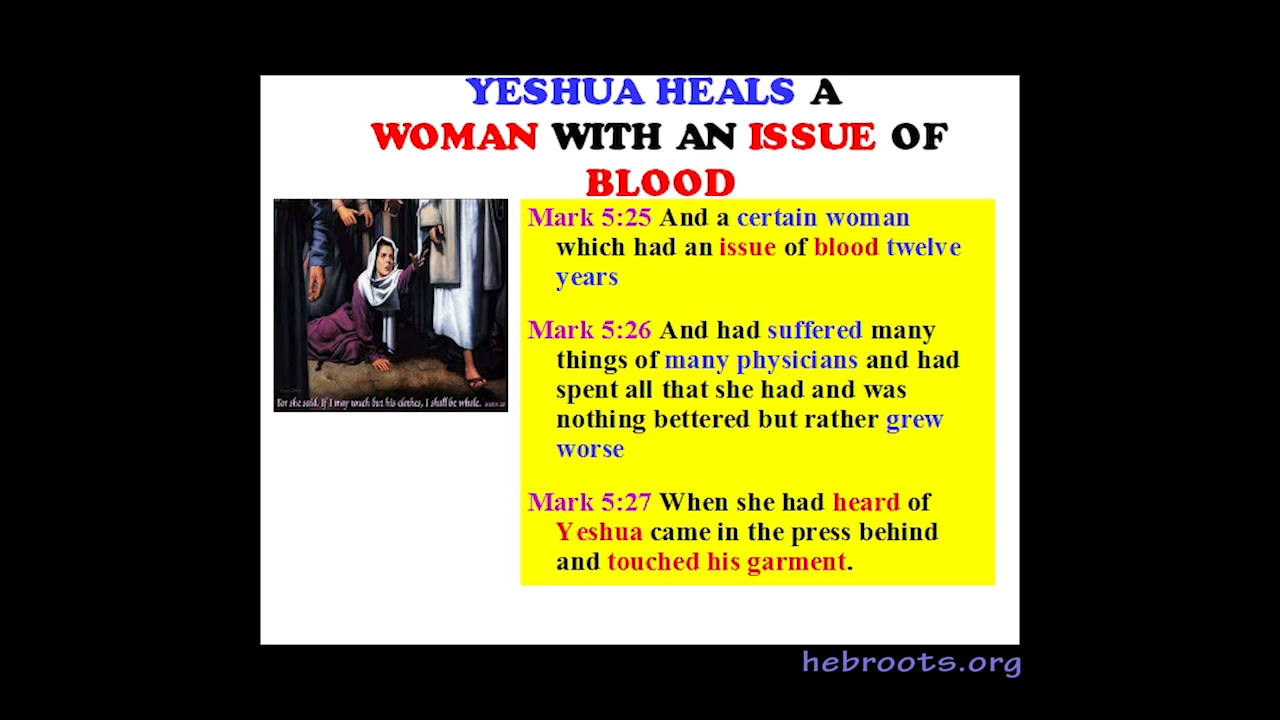 YESHUA HEALS A
WOMAN WITH AN ISSUE OF
BLOOD
Mark 5:25 And a certain woman
which had an issue of blood twelve
years
Mark 5:26 And had suffered many
things of many physicians and had
spent all that she had and was
nothing bettered but rather grew
worse
Mark 5:27 When she had heard of
Yeshua came in the press behind
and touched his garment.
For she said, If I may touch but his clothes, I shall be whole.
hebroots.org